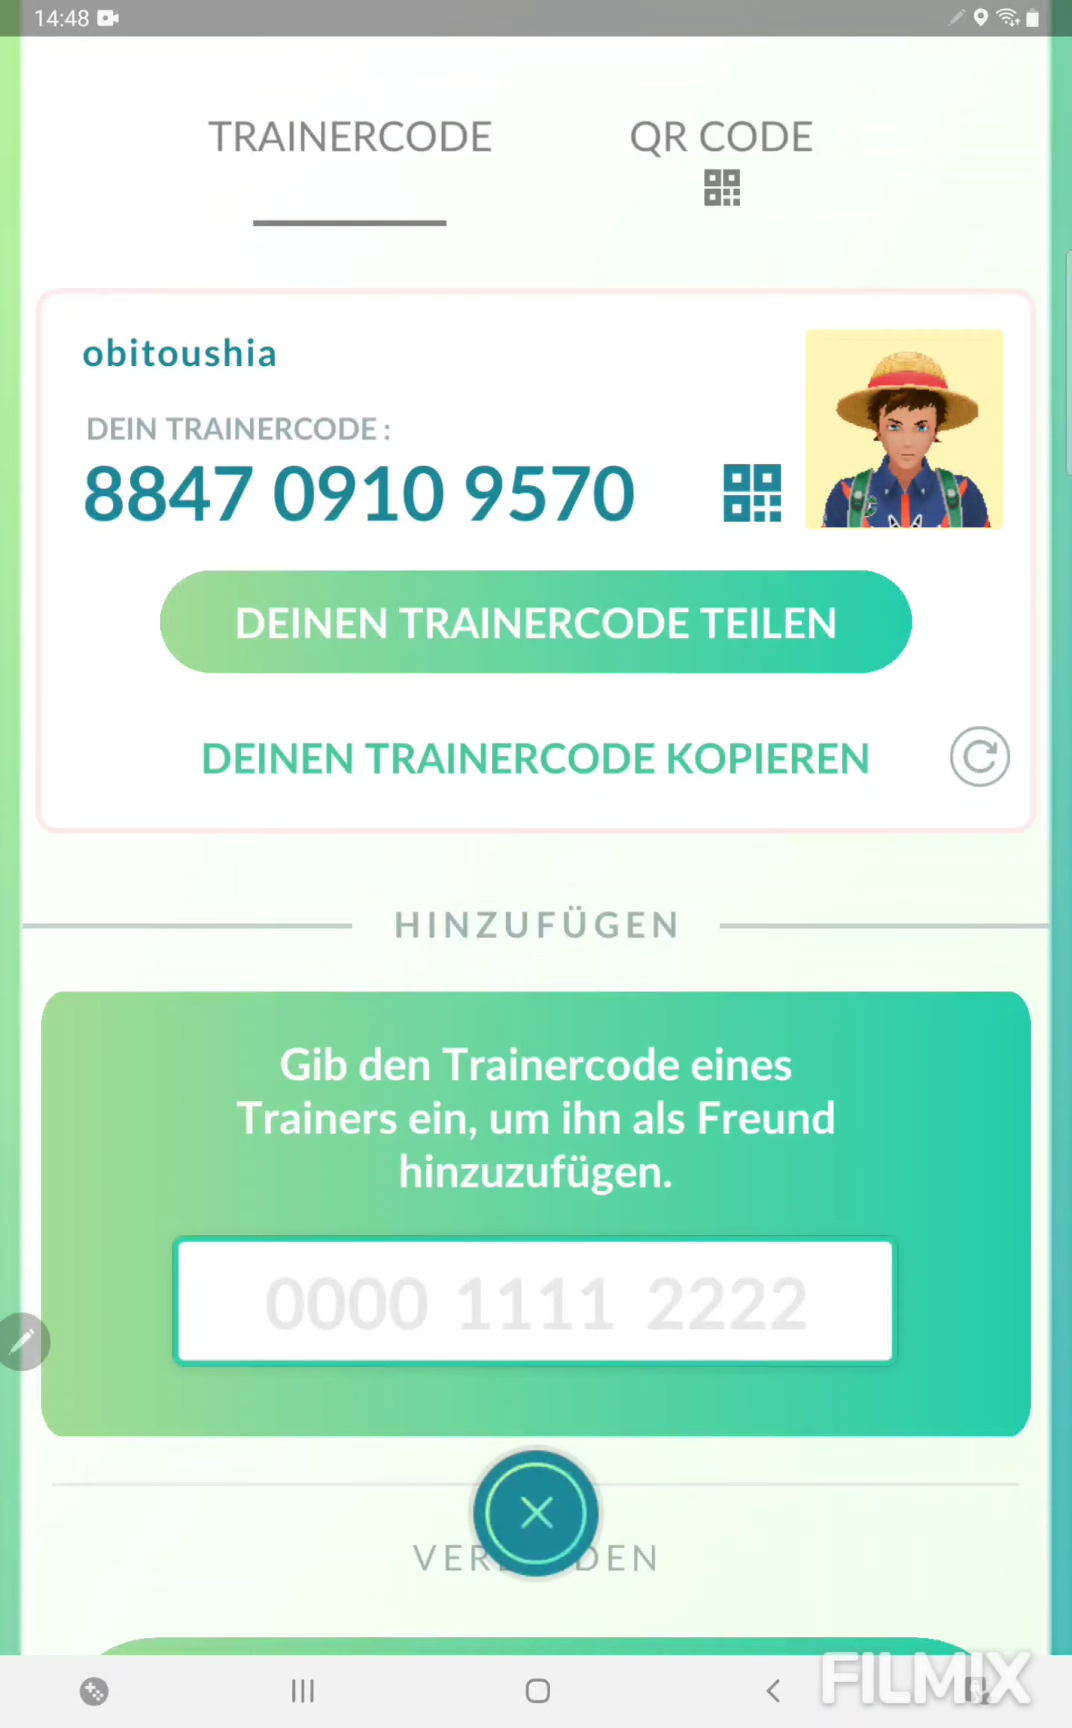 14:48
TRAINERCODE
QR CODE
obitoushia
DEIN TRAINERCODE :
8847 0910 9570
DEINEN TRAINERCODE TEILEN
DEINEN TRAINERCODE KOPIEREN
HINZUFÜGEN
Gib den Trainercode eines
Trainers ein, um ihn als Freund
hinzuzufügen.
0000 1111 2222
FILMIX